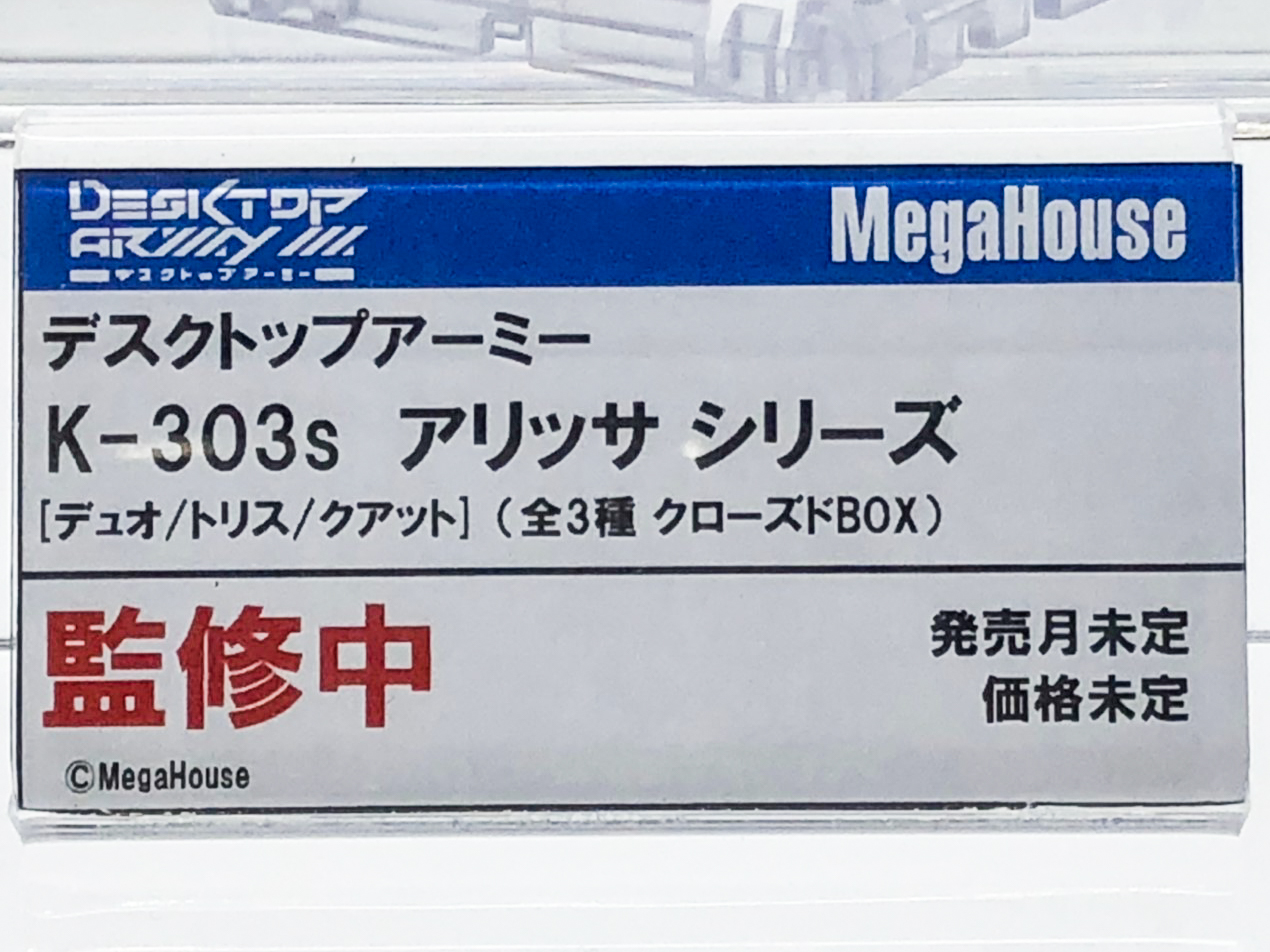 DESKTOP
ARMY
デスクトップアーミー
MegaHouse
デスクトップアーミー
K-303s アリッサ シリーズ
[デュオ/トリス/クアット] (全3種 クローズドBOX)
監修中
発売月未定
価格未定
©MegaHouse